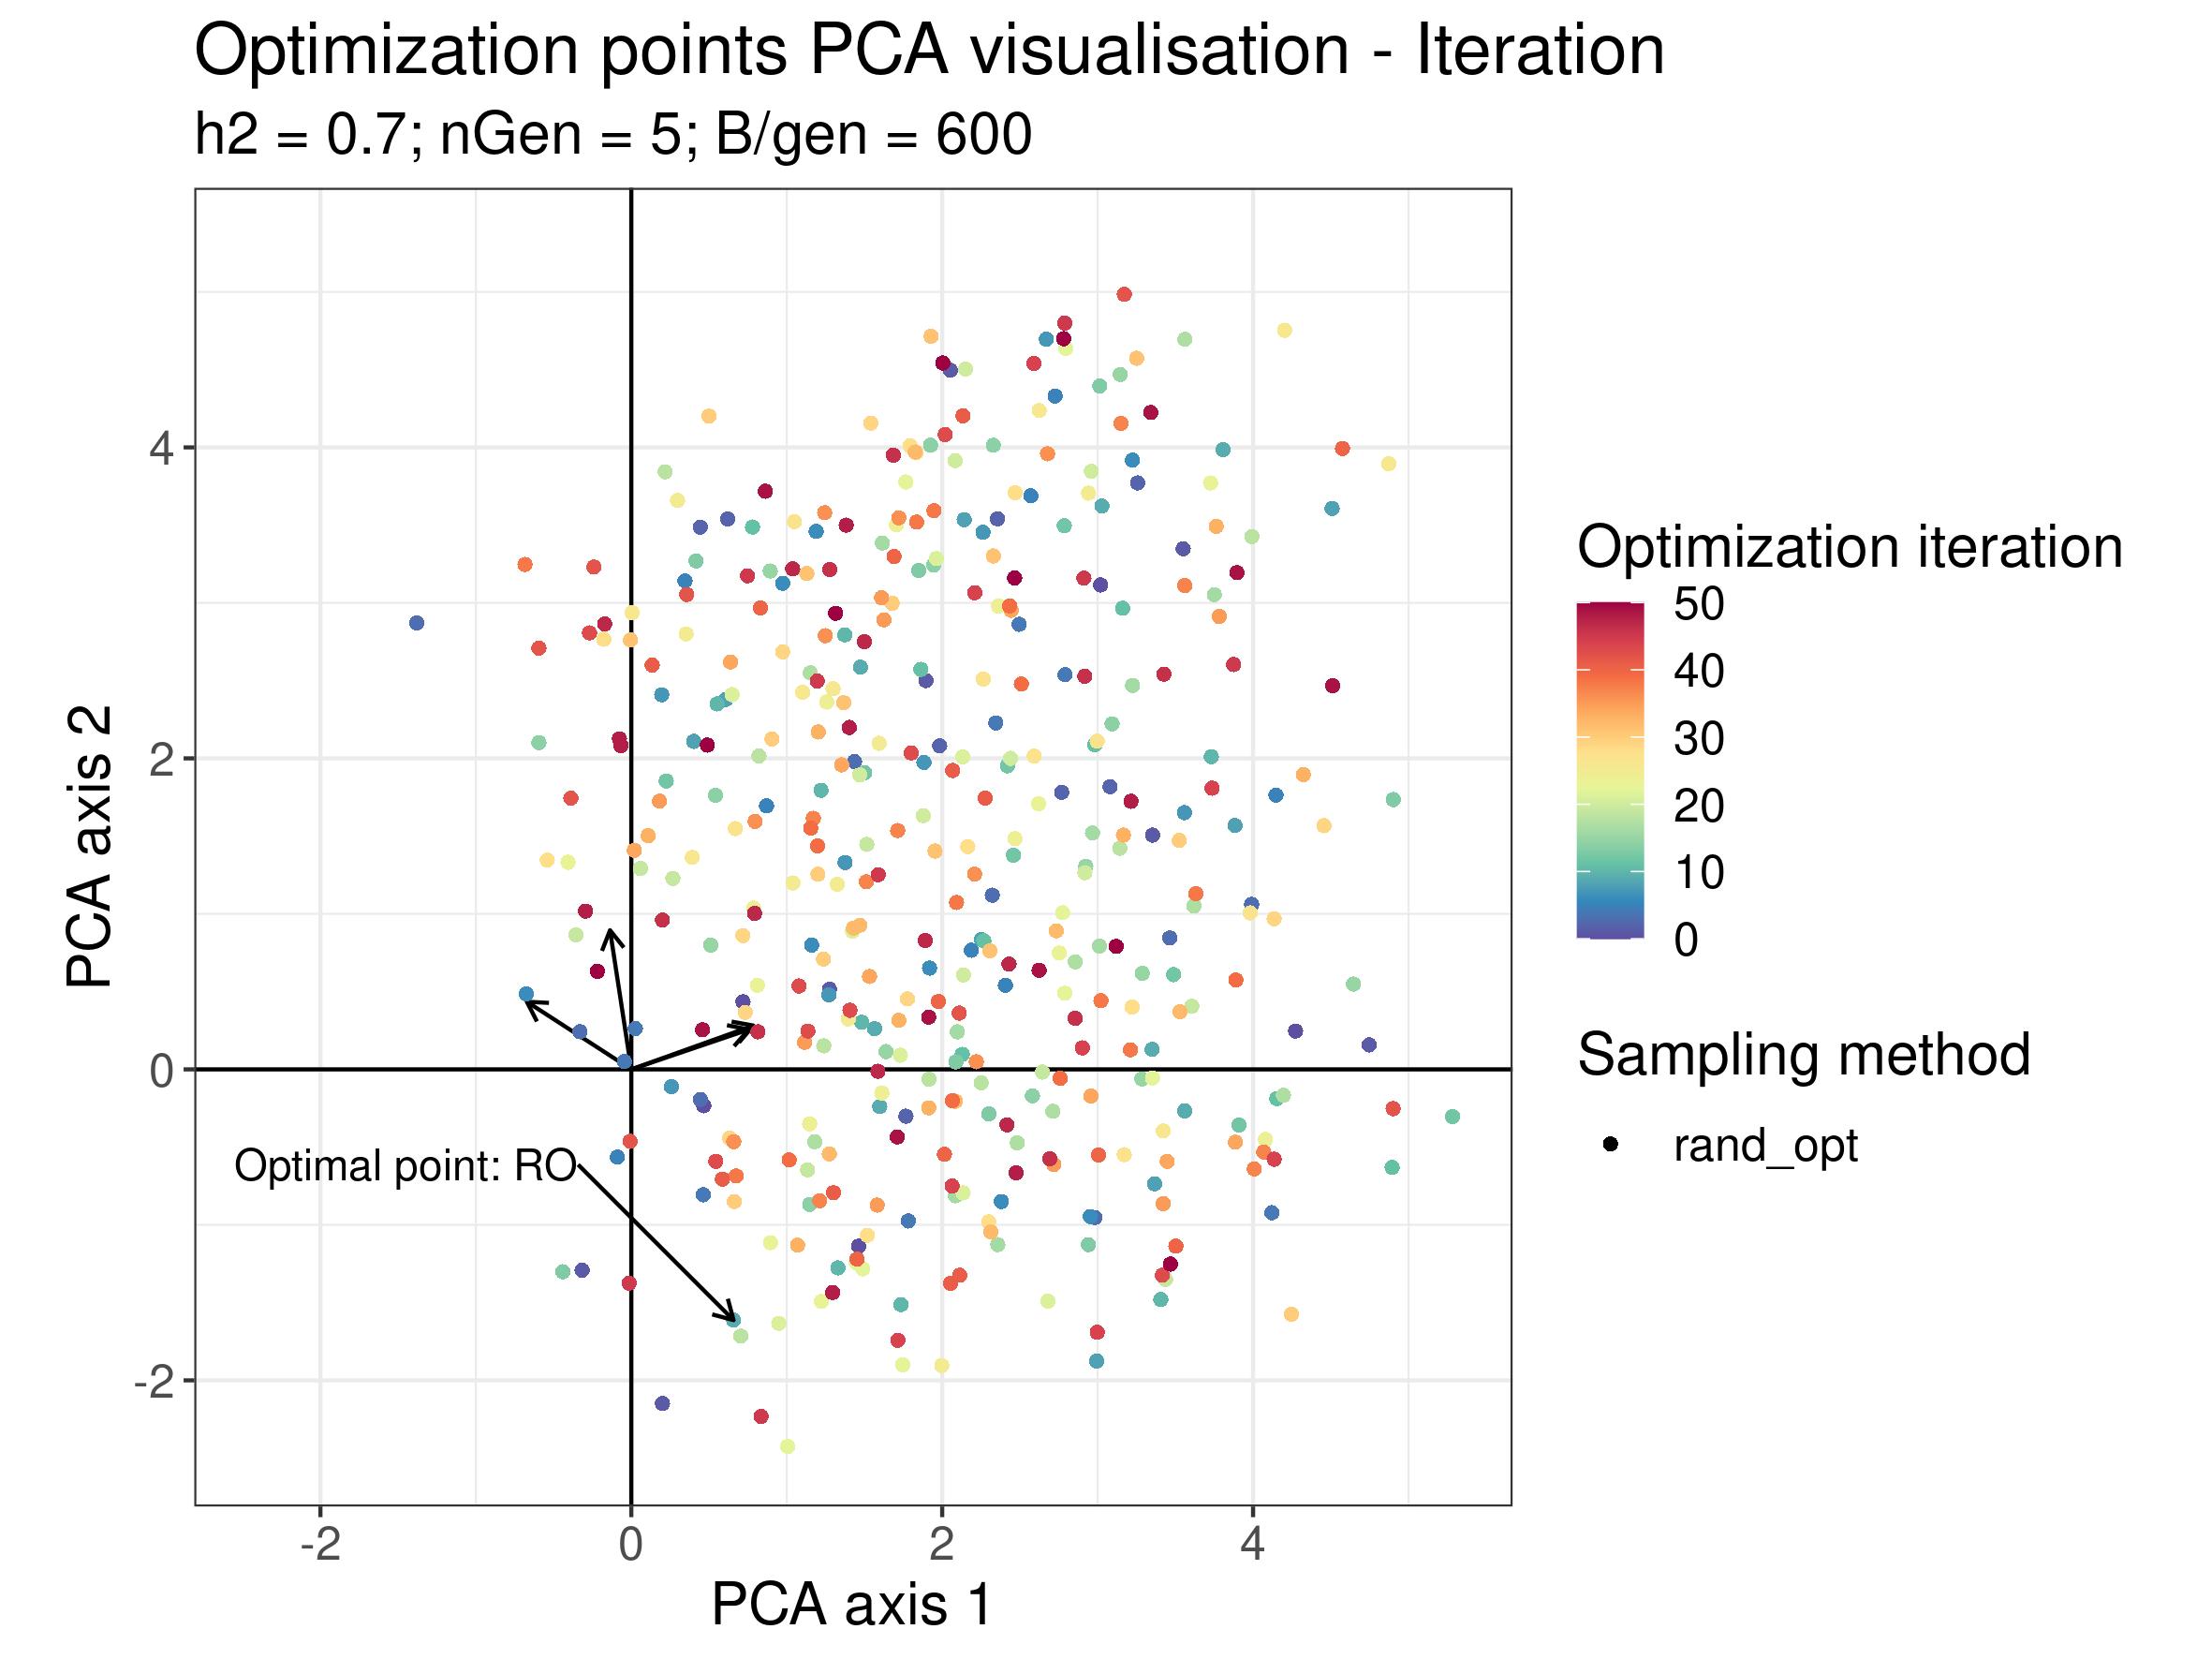 Optimization points PCA visualisation - Iteration
h2 = 0.7; nGen = 5; B/gen = 600
PCA axis 2
4
2
0
-2
Optimal point: RO
-2
0
2
4
PCA axis 1
Optimization iteration
50
40
30
20
10
0
Sampling method
rand_opt